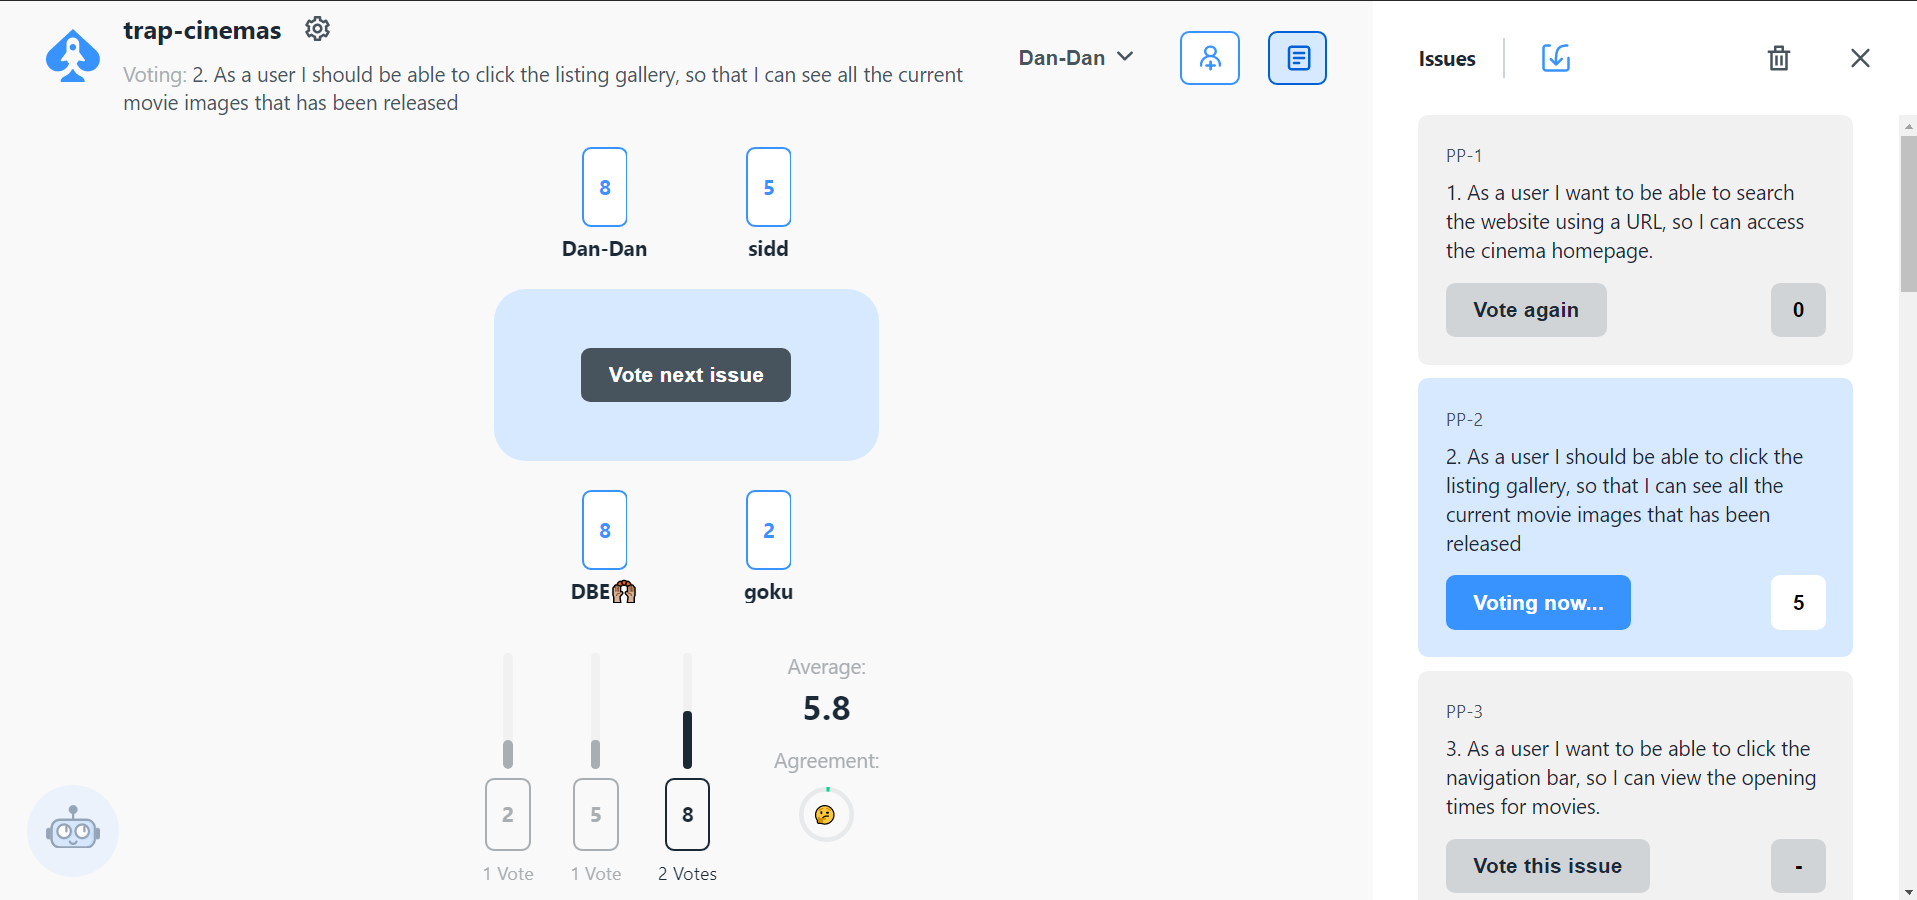 trap-cinemas
Voting: 2. As a user I should be able to click the listing gallery, so that I can see all the current
movie images that has been released
Dan-Dan
8
5
Dan-Dan
sidd
Vote next issue
8
2
DBE🙌🏾
goku
2
5
8
1 Vote
1 Vote
2 Votes
Average:
5.8
Agreement:
Issues
PP-1
1. As a user I want to be able to search
the website using a URL, so I can access
the cinema homepage.
Vote again
0
PP-2
2. As a user I should be able to click the
listing gallery, so that I can see all the
current movie images that has been
released
Voting now...
5
PP-3
3. As a user I want to be able to click the
navigation bar, so I can view the opening
times for movies.
Vote this issue
-